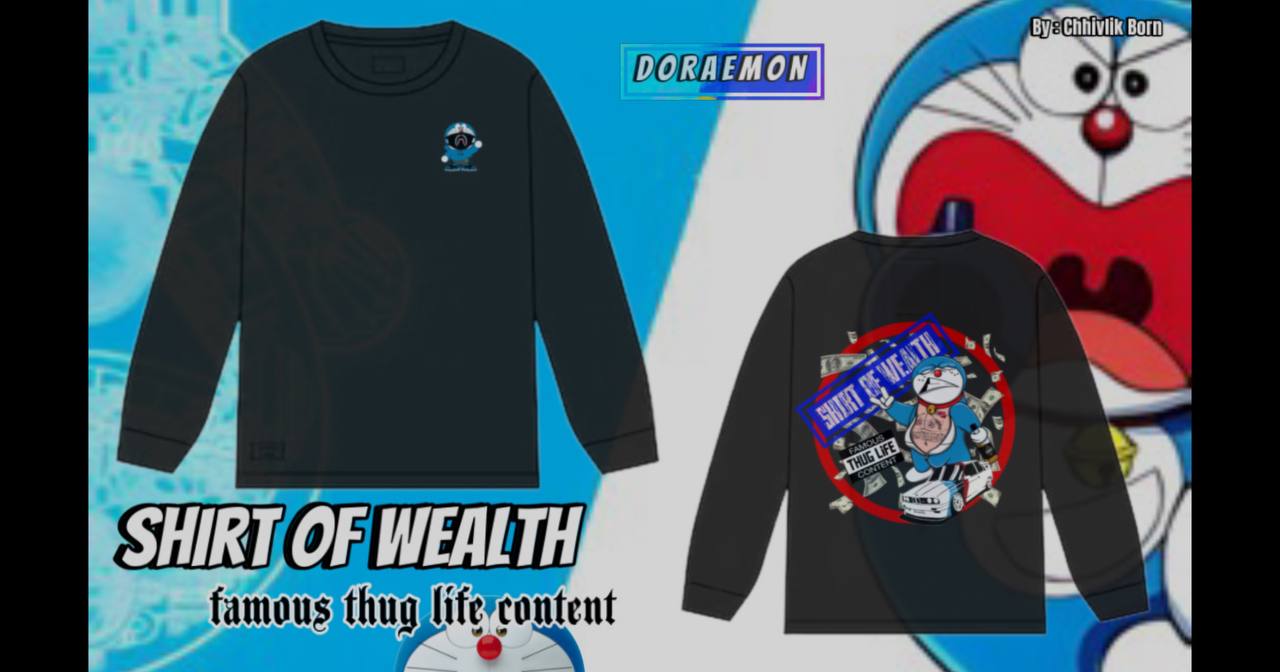 By : Chhivlik Born
DORAEMON
SHIRT OF WEALTH
FAMOUS
THUG LIFE
CONTENT
SHIRT OF WEALTH
famous thug life content